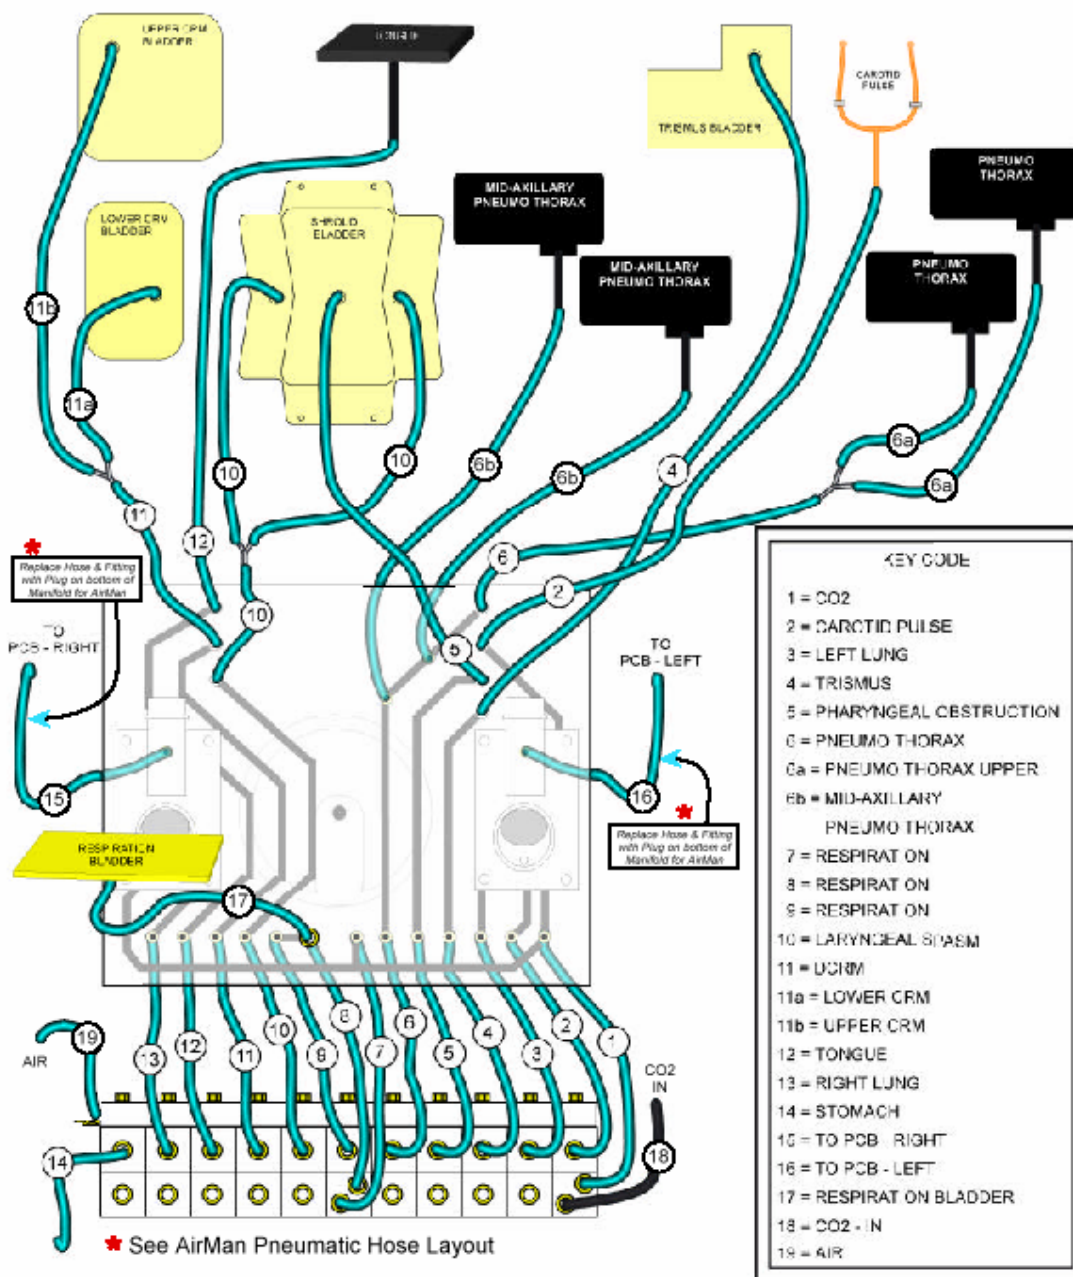 UPPER CRM
BLADDER
TONGUE
CAROTID
PULSE
TRISMUS BLADDER
PNEUMO
THORAX
MID-AXILLARY
PNEUMO THORAX
LOWER CRM
BLADDER
BLADDER
MID-AXILLARY
PNEUMO THORAX
PNEUMO
THORAX
11b
11a
10
10
6b
6b
4
6a
6a
11
12
6
2
10
5
* Replace Hose & Fitting
with Plug on bottom of
Manifold for AirMan
TO
PCB - RIGHT
TO
PCB - LEFT
15
16
* Replace Hose & Fitting
with Plug on bottom of
Manifold for AirMan
RESPIRATION
BLADDER
17
19
AIR
13
12
11
10
9
8
7
6
5
4
3
2
1
CO2
IN
18
14
* See AirMan Pneumatic Hose Layout
KEY CODE
1 = CO2
2 = CAROTID PULSE
3 = LEFT LUNG
4 = TRISMUS
5 = PHARYNGEAL OBSTRUCTION
6 = PNEUMO THORAX
6a = PNEUMO THORAX UPPER
6b = MID-AXILLARY
PNEUMO THORAX
7 = RESPIRATION
8 = RESPIRATION
9 = RESPIRATION
10 = LARYNGEAL SPASM
11 = DCRM
11a = LOWER CRM
11b = UPPER CRM
12 = TONGUE
13 = RIGHT LUNG
14 = STOMACH
15 = TO PCB - RIGHT
16 = TO PCB - LEFT
17 = RESPIRATION BLADDER
18 = CO2 - IN
19 = AIR